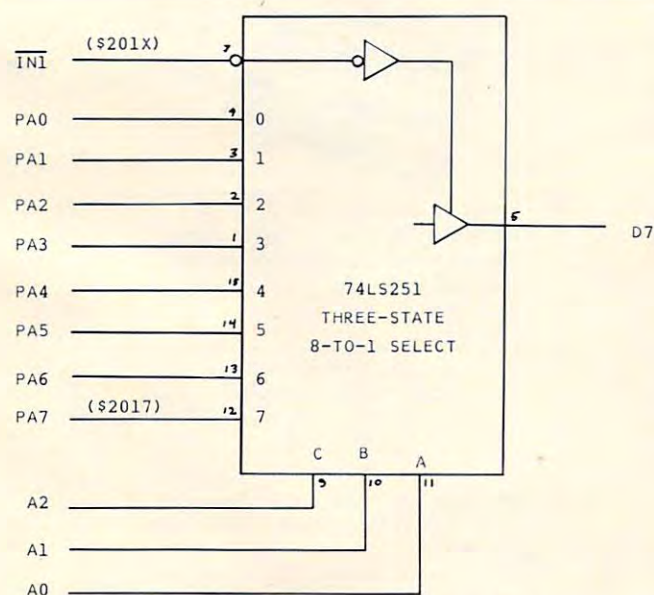 IN1 ($201X) 7
PA0 4 0
PA1 3 1
PA2 2 2
PA3 1 3
5 D7
PA4 15 4
74LS251
PA5 14 5
THREE-STATE
8-TO-1 SELECT
PA6 13 6
PA7 ($2017) 12 7
C B A
9 10 11
A2
A1
A0